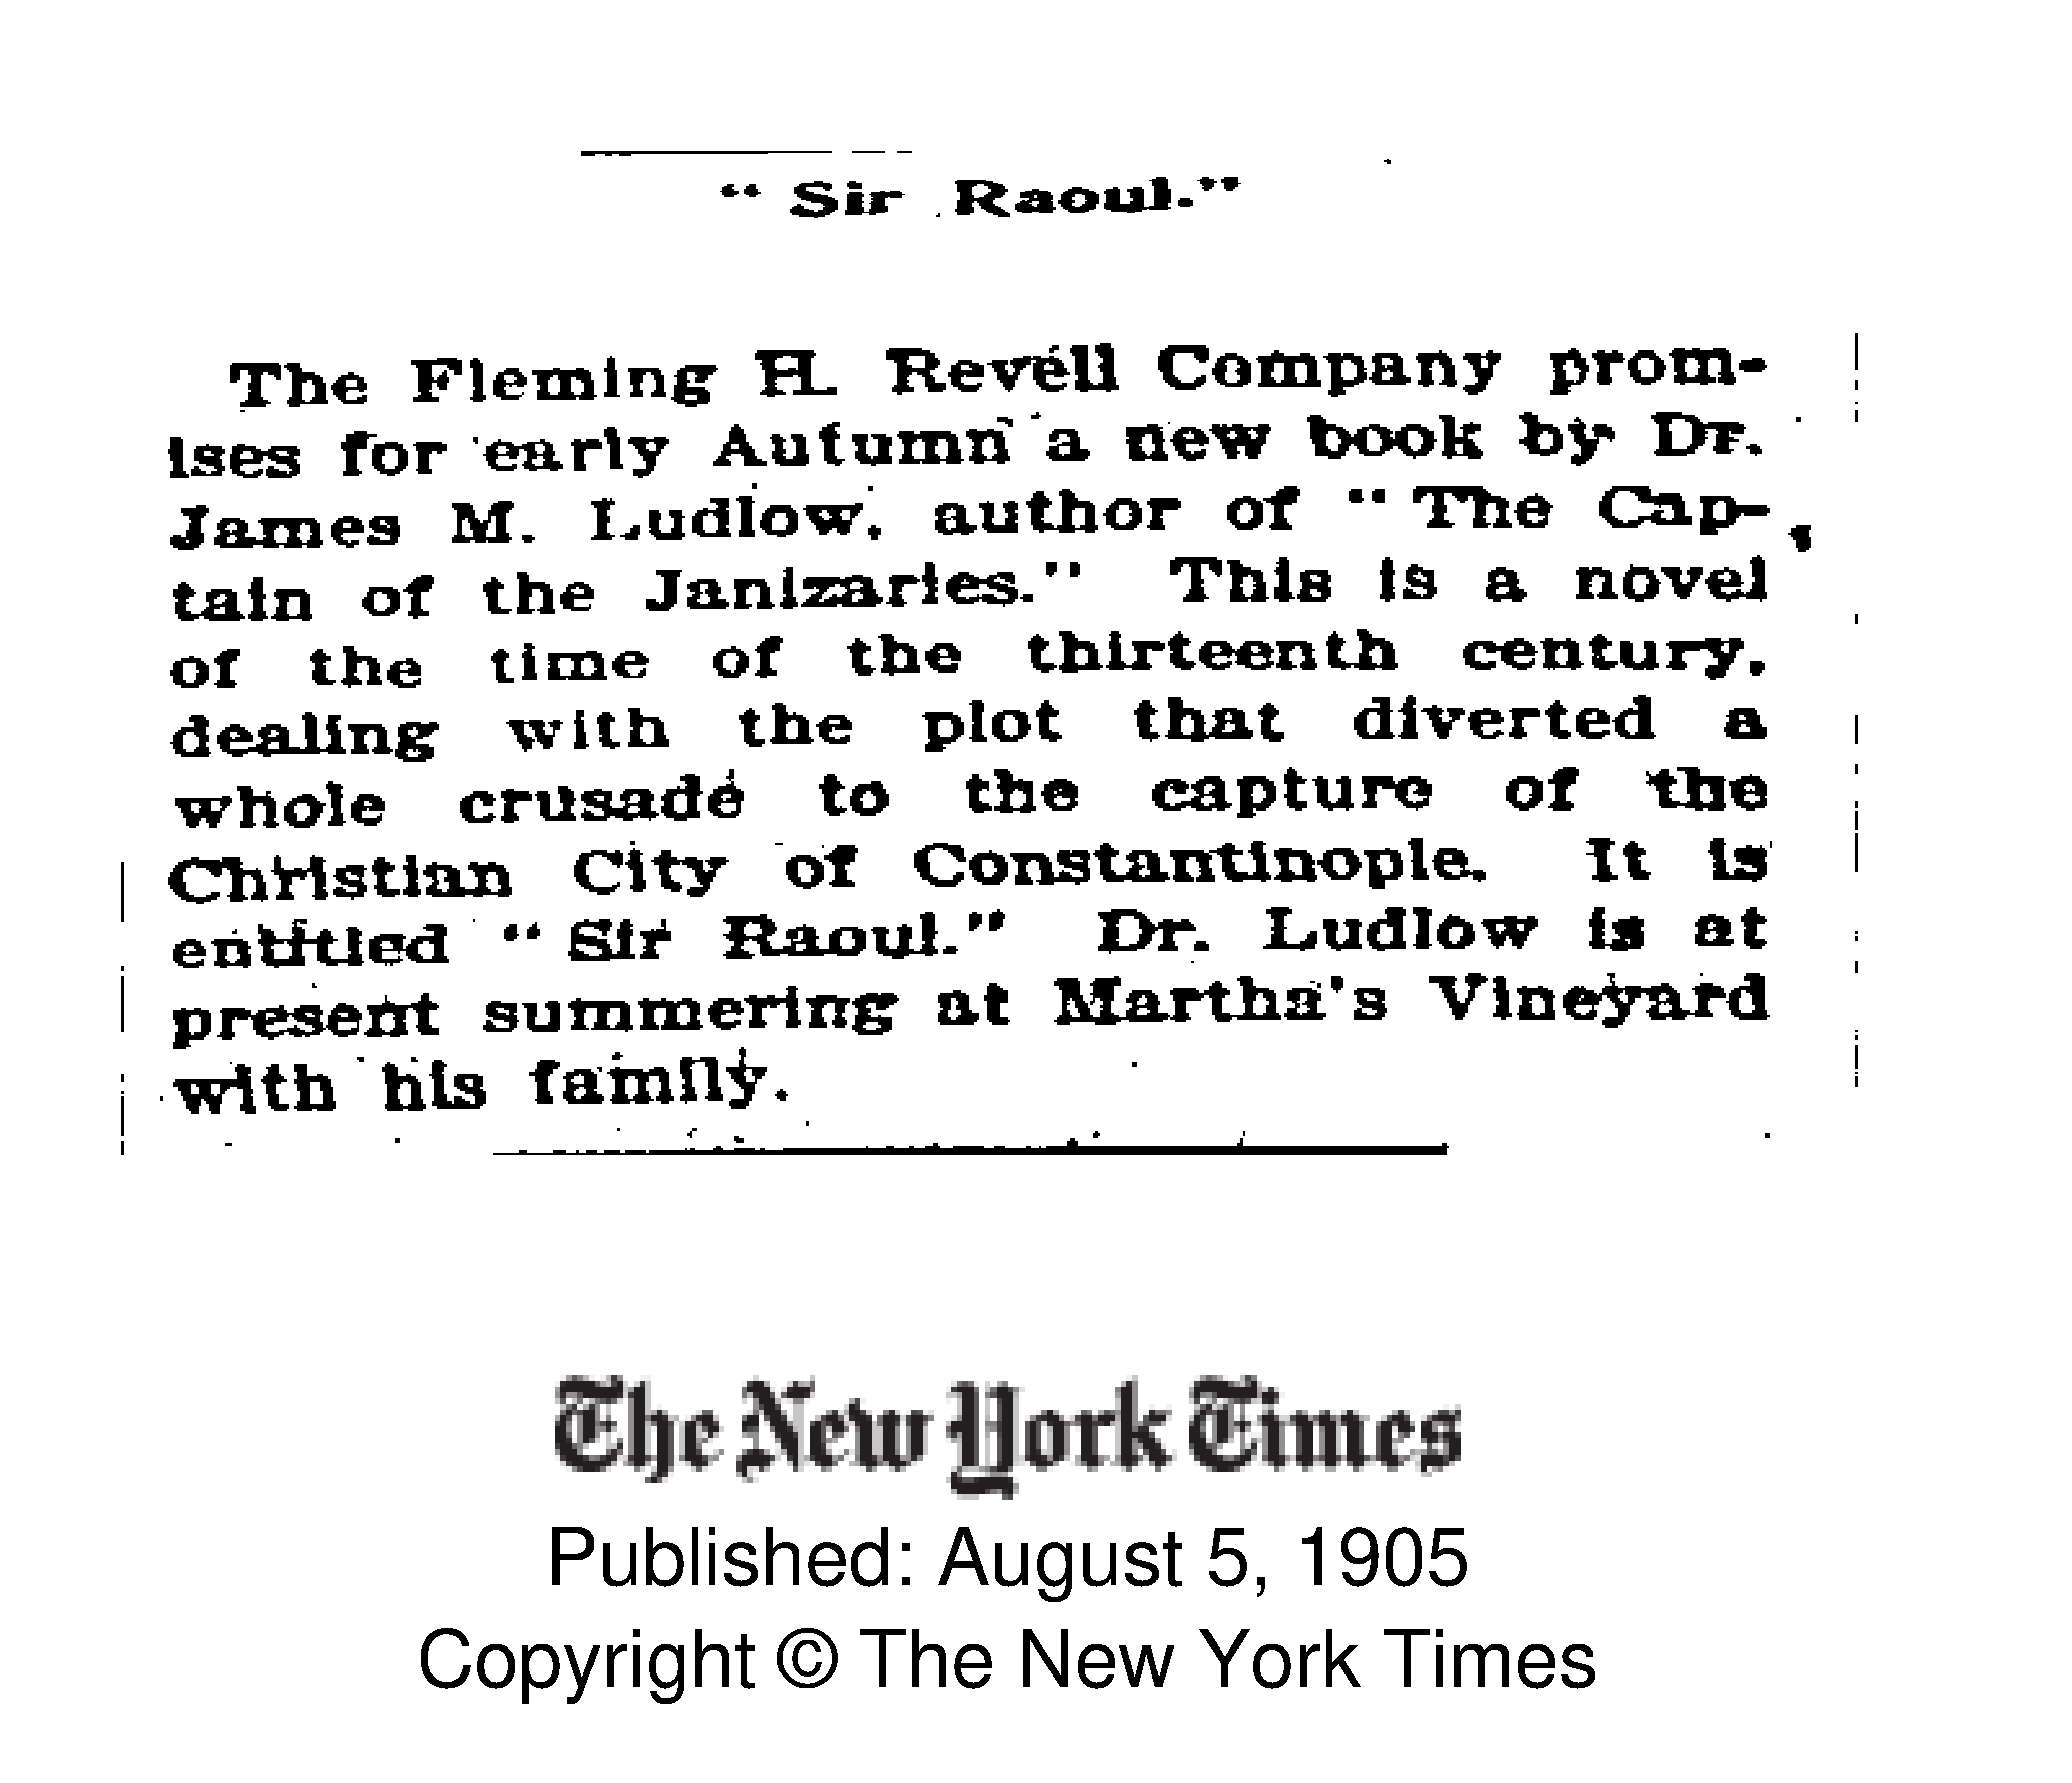 “ Sir Raoul.”
The Fleming H. Revell Company prom-
ises for early Autumn a new book by Dr.
James M. Ludlow, author of “ The Cap-
tain of the Janizaries.” This is a novel
of the time of the thirteenth century,
dealing with the plot that diverted a
whole crusade to the capture of the
Christian City of Constantinople. It is
entitled “ Sir Raoul.” Dr. Ludlow is at
present summering at Martha's Vineyard
with his family.
The New York Times
Published: August 5, 1905
Copyright © The New York Times